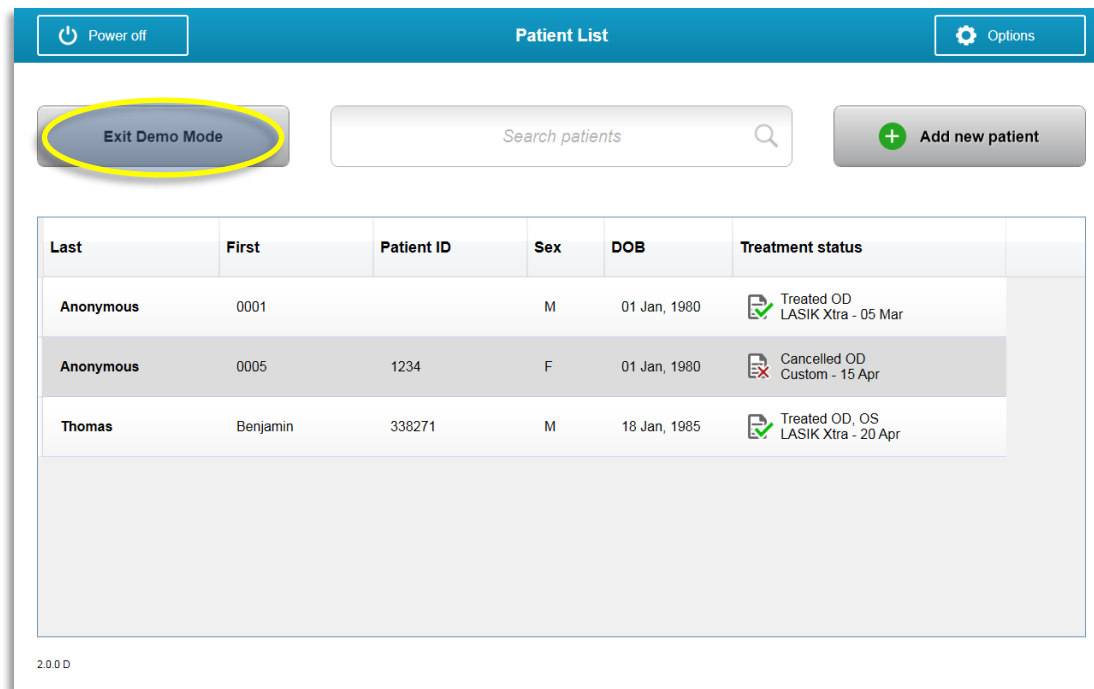 Power off
Patient List
Options
Exit Demo Mode
Search patients
Add new patient
Last First Patient ID Sex DOB Treatment status
Anonymous 0001 M 01 Jan, 1980 Treated OD
LASIK Xtra - 05 Mar
Anonymous 0005 1234 F 01 Jan, 1980 Cancelled OD
Custom - 15 Apr
Thomas Benjamin 338271 M 18 Jan, 1985 Treated OD, OS
LASIK Xtra - 20 Apr
2.0.0 D